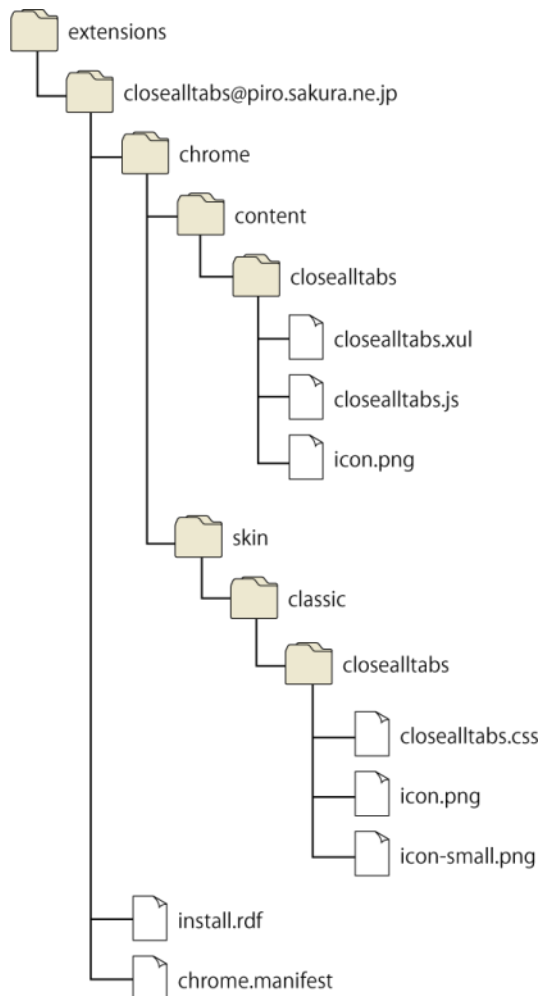 extensions
closealltabs@piro.sakura.ne.jp
chrome
content
closealltabs
closealltabs.xul
closealltabs.js
icon.png
skin
classic
closealltabs
closealltabs.css
icon.png
icon-small.png
install.rdf
chrome.manifest